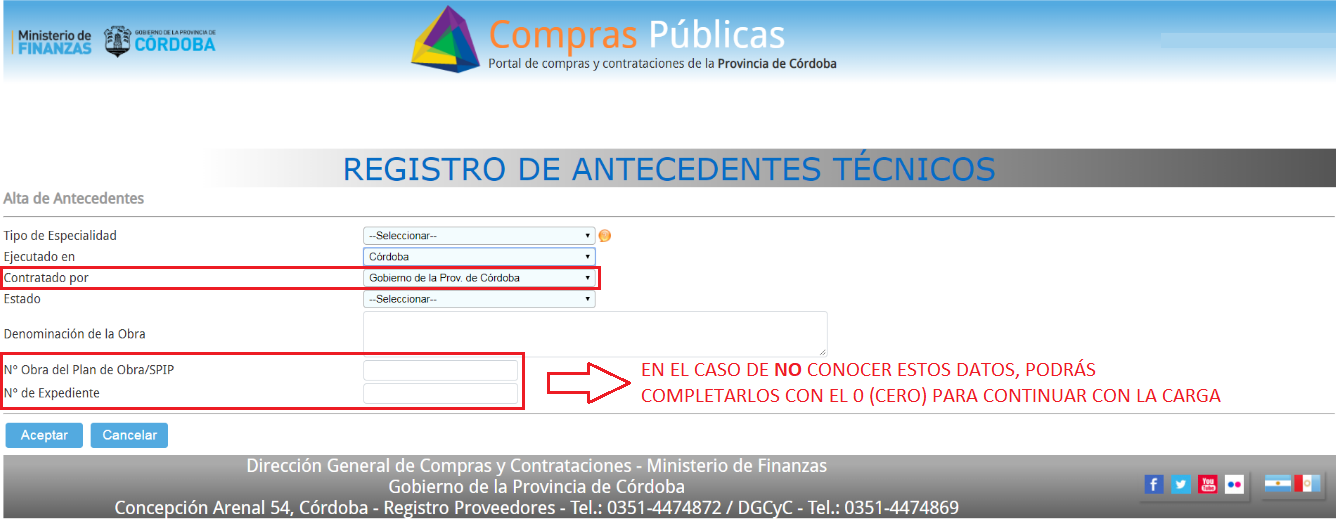 Ministerio de
FINANZAS
GOBIERNO DE LA PROVINCIA DE
CÓRDOBA
Compras Públicas
Portal de compras y contrataciones de la Provincia de Córdoba
REGISTRO DE ANTECEDENTES TÉCNICOS
Alta de Antecedentes
Tipo de Especialidad --Seleccionar--
Ejecutado en Córdoba
Contratado por Gobierno de la Prov. de Córdoba
Estado --Seleccionar--
Denominación de la Obra
N° Obra del Plan de Obra/SPIP
N° de Expediente
EN EL CASO DE NO CONOCER ESTOS DATOS, PODRÁS
COMPLETARLOS CON EL 0 (CERO) PARA CONTINUAR CON LA CARGA
Aceptar Cancelar
Dirección General de Compras y Contrataciones - Ministerio de Finanzas
Gobierno de la Provincia de Córdoba
Concepción Arenal 54, Córdoba - Registro Proveedores - Tel.: 0351-4474872 / DGCyC - Tel.: 0351-4474869
f
You Tube